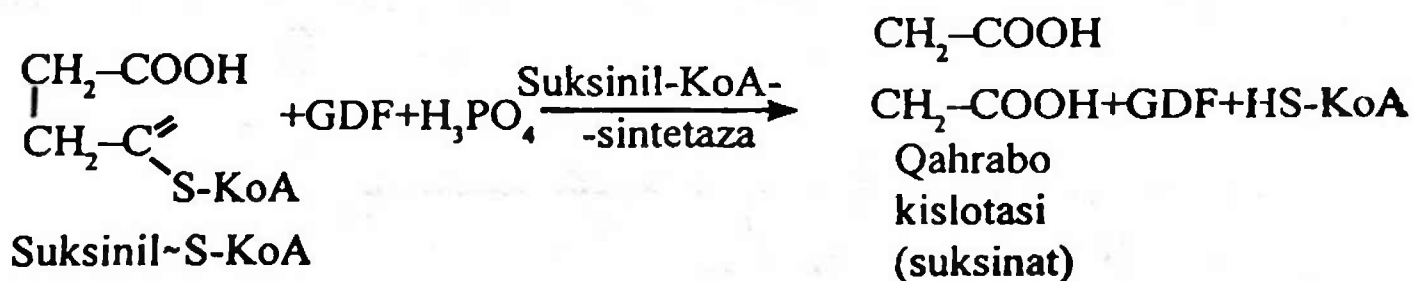 CH₂–COOH
CH₂–C
S-KoA
Suksinil~S-KoA
+GDF+H₃PO₄
Suksinil-KoA-
-sintetaza
CH₂–COOH
CH₂–COOH+GDF+HS-KoA
Qahrabo
kislotasi
(suksinat)